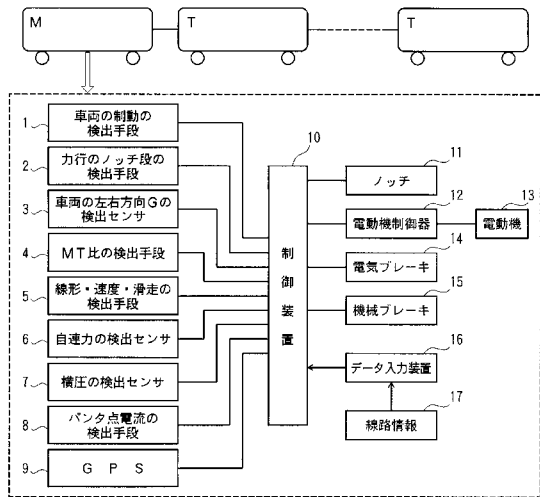 M
T
T
1
車両の制動の
検出手段
2
力行のノッチ段の
検出手段
3
車両の左右方向Gの
検出センサ
4
MT比の検出手段
5
線形・速度・滑走の
検出手段
6
自連力の検出センサ
7
横圧の検出センサ
8
パンタ点電流の
検出手段
9
GPS
10
制御装置
11
ノッチ
12
電動機制御器
13
電動機
14
電気ブレーキ
15
機械ブレーキ
16
データ入力装置
17
線路情報